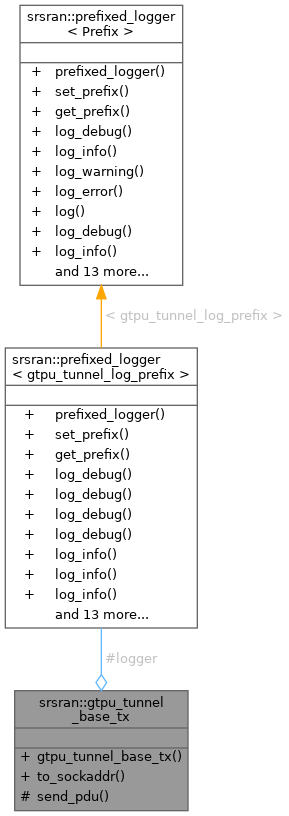 srsran::prefixed_logger
< Prefix >
+ prefixed_logger()
+ set_prefix()
+ get_prefix()
+ log_debug()
+ log_info()
+ log_warning()
+ log_error()
+ log()
+ log_debug()
+ log_info()
and 13 more...
< gtpu_tunnel_log_prefix >
srsran::prefixed_logger
< gtpu_tunnel_log_prefix >
+ prefixed_logger()
+ set_prefix()
+ get_prefix()
+ log_debug()
+ log_debug()
+ log_debug()
+ log_debug()
+ log_info()
+ log_info()
+ log_info()
and 13 more...
#logger
srsran::gtpu_tunnel
_base_tx
+ gtpu_tunnel_base_tx()
+ to_sockaddr()
# send_pdu()